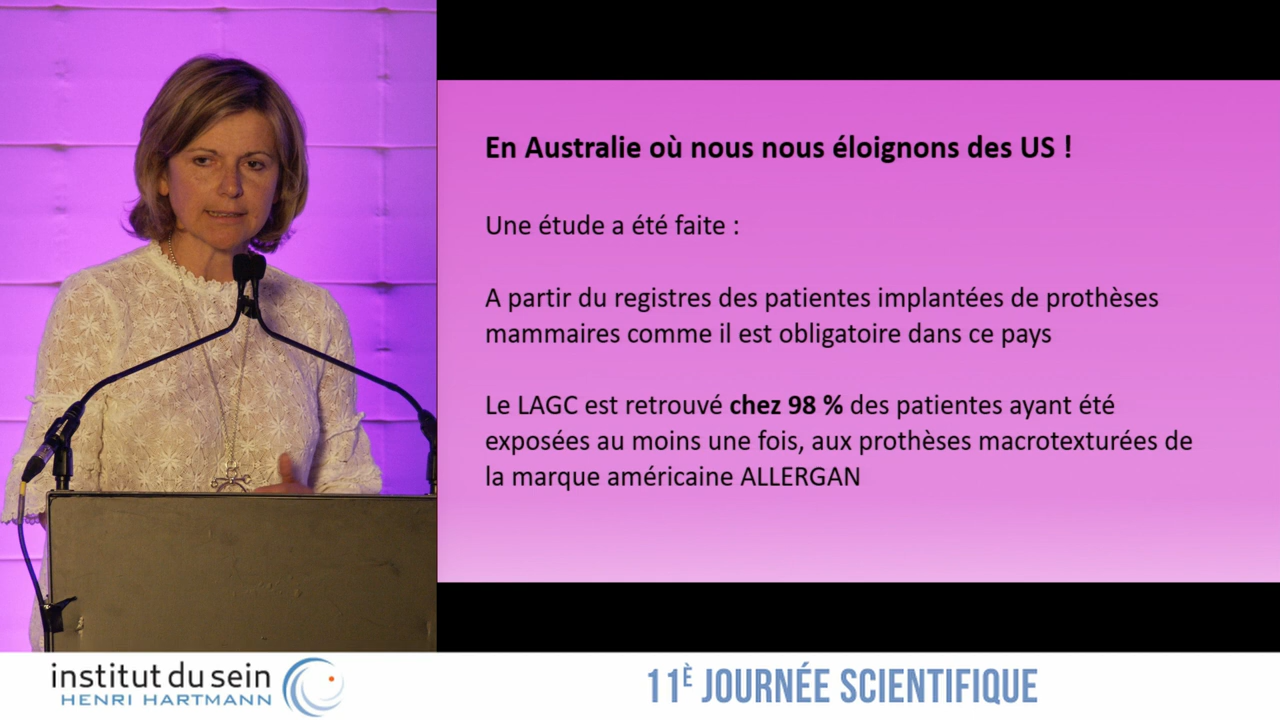 En Australie où nous nous éloignons des US !
Une étude a été faite :
A partir du registres des patientes implantées de prothèses
mammaires comme il est obligatoire dans ce pays
Le LAGC est retrouvé chez 98 % des patientes ayant été
exposées au moins une fois, aux prothèses macrotexturées de
la marque américaine ALLERGAN
institut du sein
HENRI HARTMANN
11È JOURNÉE SCIENTIFIQUE